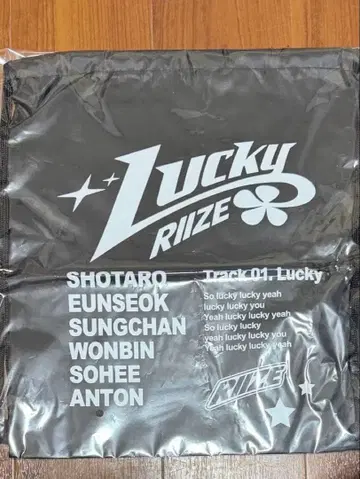 Lucky
RIIZE
SHOTARO
EUNSEOK
SUNGCHAN
WONBIN
SOHEE
ANTON
Track 01. Lucky
So lucky lucky yeah
lucky lucky you
Yeah lucky lucky yeah
So lucky lucky
yeah lucky lucky you
Yeah lucky lucky yeah
RIIZE